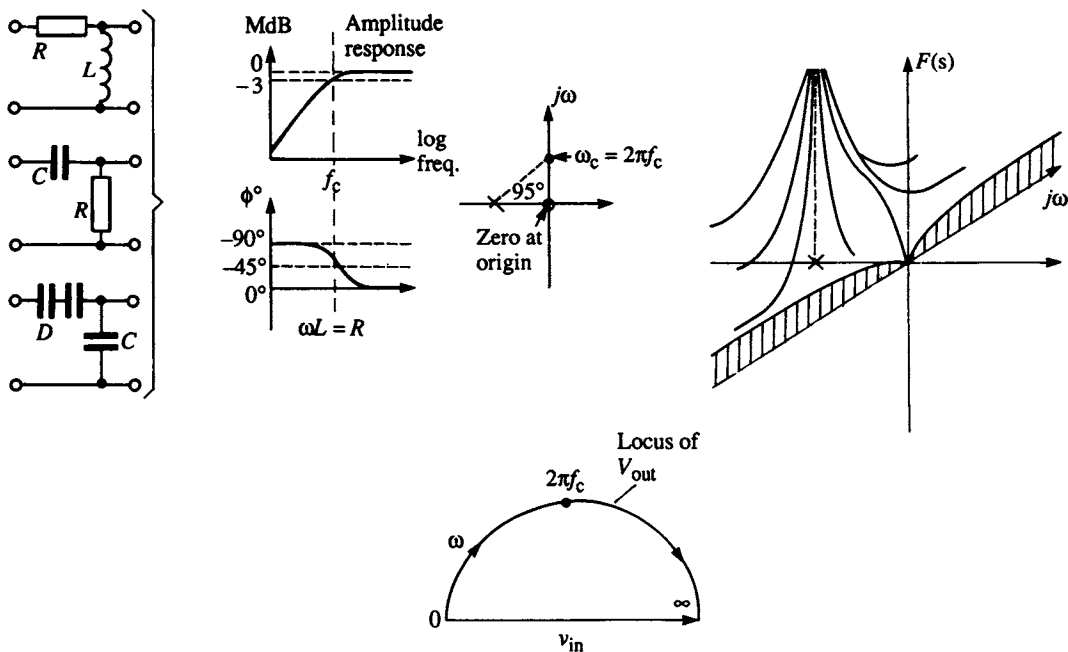 R
L
C
R
D
C
MdB
Amplitude
response
0
−3
log
freq.
f_c
ϕ°
−90°
−45°
0°
ωL = R
jω
ω_c = 2πf_c
95°
Zero at
origin
F(s)
jω
Locus of
V_out
2πf_c
ω
0
∞
v_in